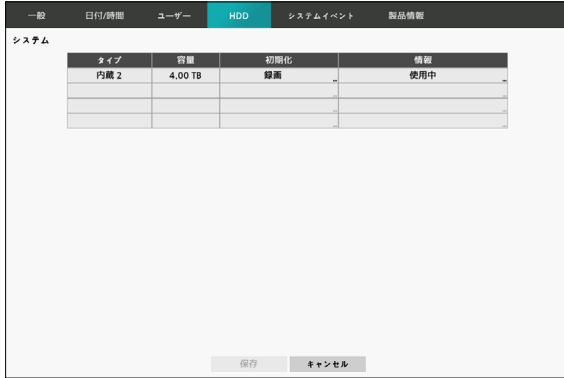 一般 日付/時間 ユーザー HDD システムイベント 製品情報
システム
タイプ 容量 初期化 情報
内蔵 2 4.00 TB 録画 ... 使用中 ...
... ...
... ...
... ...
保存 キャンセル